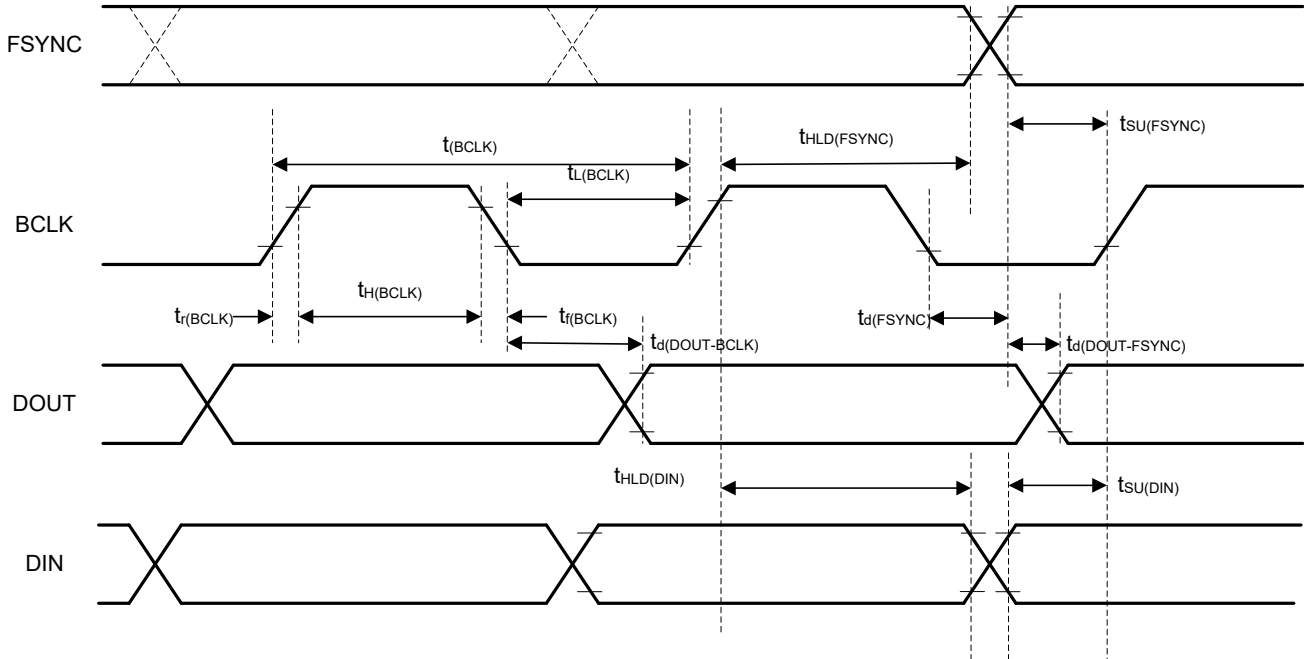 FSYNC
tSU(FSYNC)
tHLD(FSYNC)
t(BCLK)
tL(BCLK)
BCLK
tH(BCLK)
tr(BCLK)
tf(BCLK)
td(FSYNC)
td(DOUT-BCLK)
td(DOUT-FSYNC)
DOUT
tHLD(DIN)
tSU(DIN)
DIN